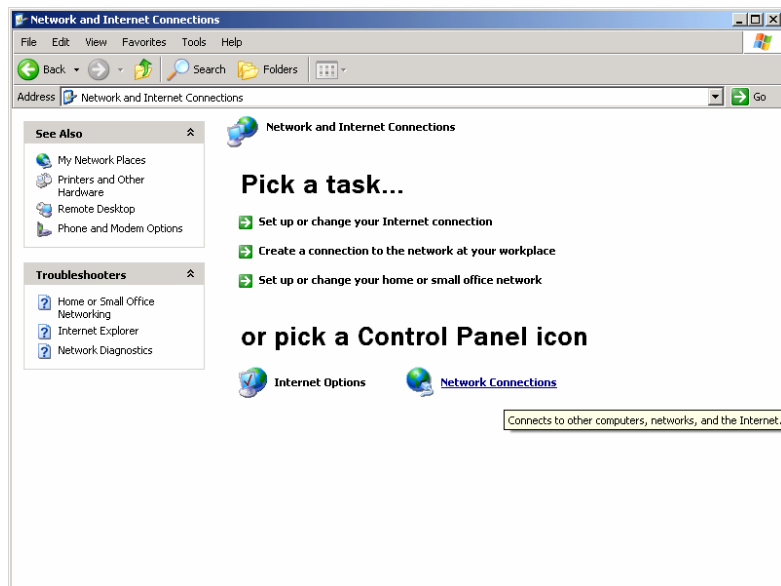 Network and Internet Connections
File Edit View Favorites Tools Help
Back Search Folders
Address Network and Internet Connections Go
See Also
My Network Places
Printers and Other
Hardware
Remote Desktop
Phone and Modem Options
Troubleshooters
Home or Small Office
Networking
Internet Explorer
Network Diagnostics
Network and Internet Connections
Pick a task...
Set up or change your Internet connection
Create a connection to the network at your workplace
Set up or change your home or small office network
or pick a Control Panel icon
Internet Options Network Connections
Connects to other computers, networks, and the Internet.